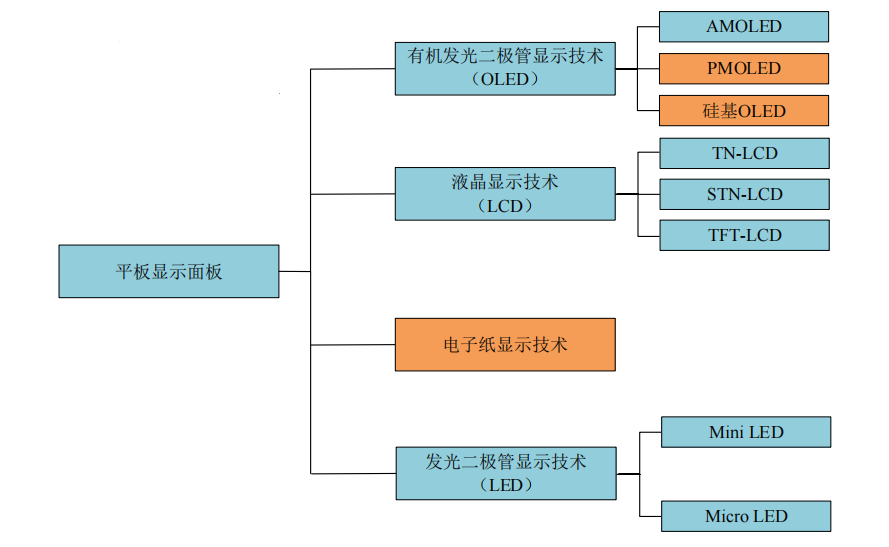 平板显示面板
有机发光二极管显示技术
（OLED）
AMOLED
PMOLED
硅基OLED
液晶显示技术
（LCD）
TN-LCD
STN-LCD
TFT-LCD
电子纸显示技术
发光二极管显示技术
（LED）
Mini LED
Micro LED